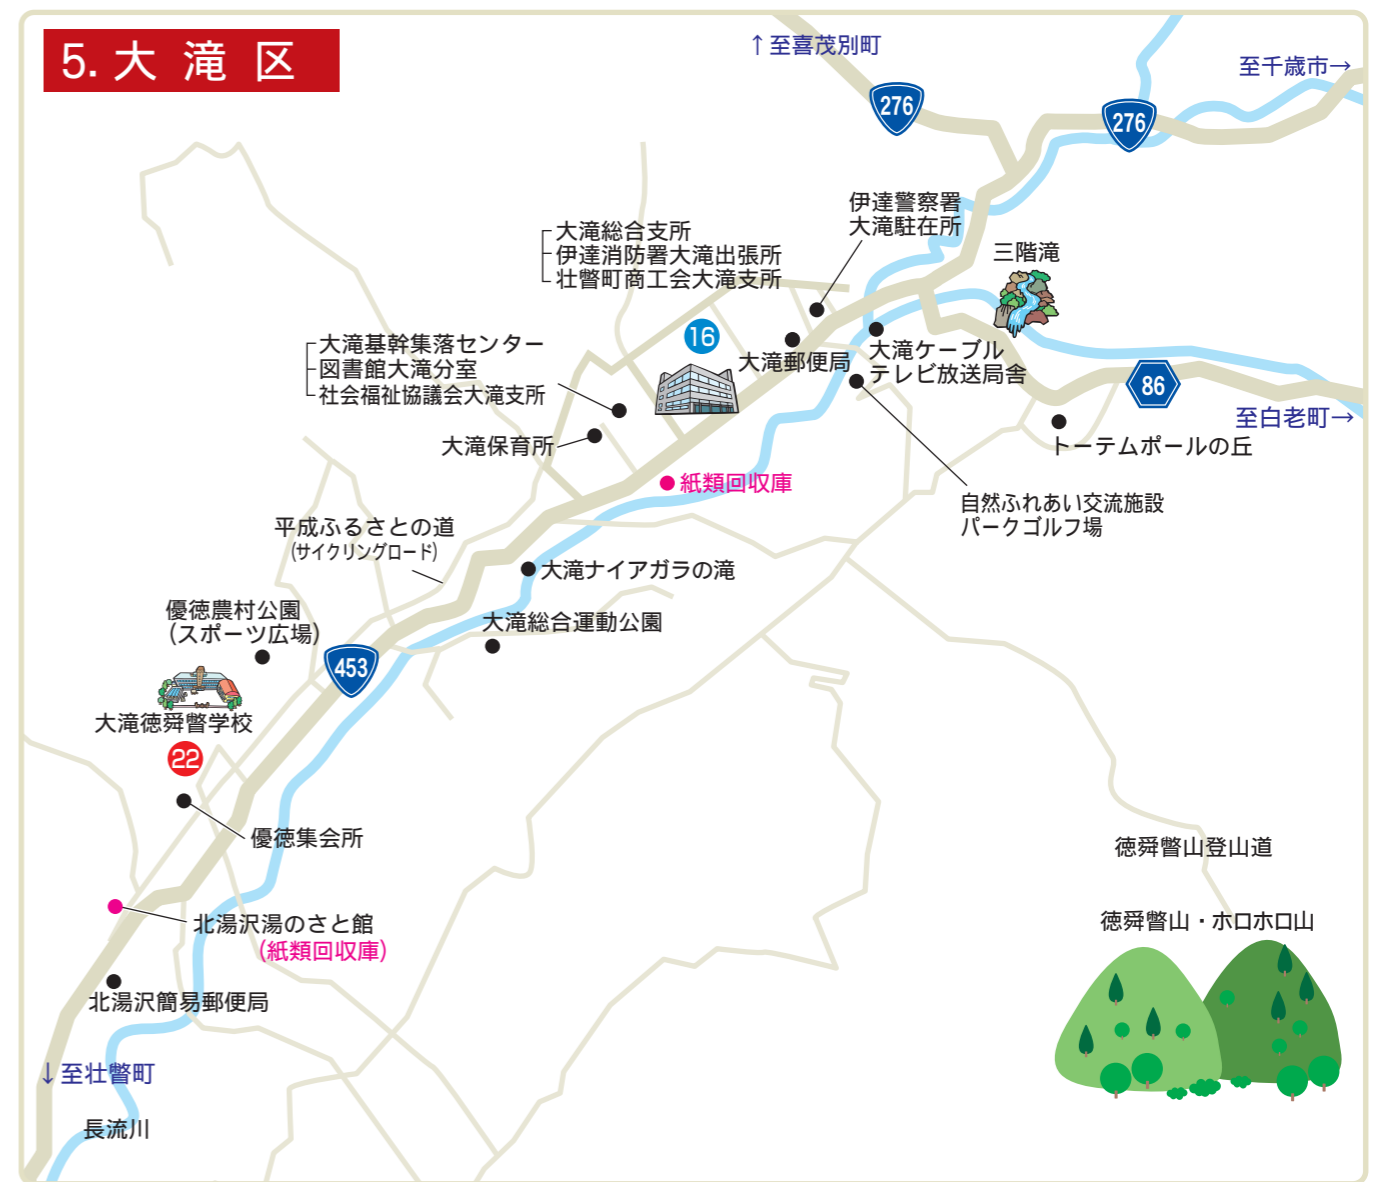 5. 大滝区
↑至喜茂別町
至千歳市→
276
276
伊達警察署
大滝駐在所
大滝総合支所
伊達消防署大滝出張所
壮瞥町商工会大滝支所
三階滝
16
大滝基幹集落センター
図書館大滝分室
社会福祉協議会大滝支所
大滝郵便局
大滝ケーブル
テレビ放送局舎
86
至白老町→
大滝保育所
トーテムポールの丘
紙類回収庫
自然ふれあい交流施設
パークゴルフ場
平成ふるさとの道
(サイクリングロード)
大滝ナイアガラの滝
優徳農村公園
(スポーツ広場)
大滝総合運動公園
453
大滝徳舜瞥学校
22
優徳集会所
徳舜瞥山登山道
北湯沢湯のさと館
(紙類回収庫)
徳舜瞥山・ホロホロ山
北湯沢簡易郵便局
↓至壮瞥町
長流川